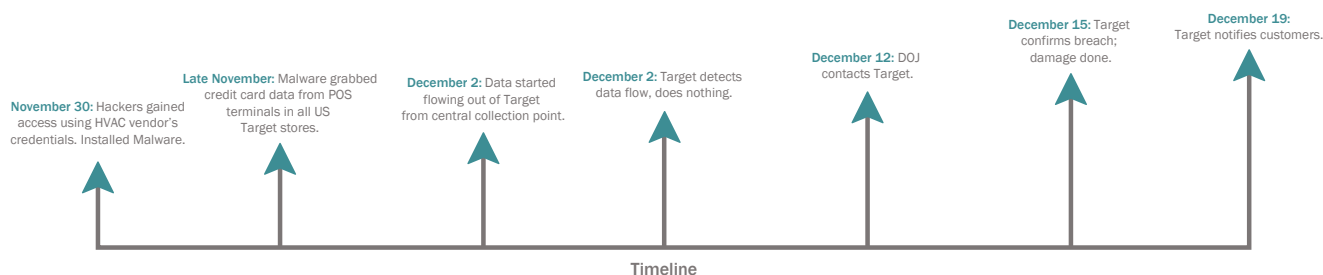 November 30: Hackers gained
access using HVAC vendor's
credentials. Installed Malware.
Late November: Malware grabbed
credit card data from POS
terminals in all US
Target stores.
December 2: Data started
flowing out of Target
from central collection point.
December 2: Target detects
data flow, does nothing.
December 12: DOJ
contacts Target.
December 15: Target
confirms breach;
damage done.
December 19:
Target notifies customers.
Timeline